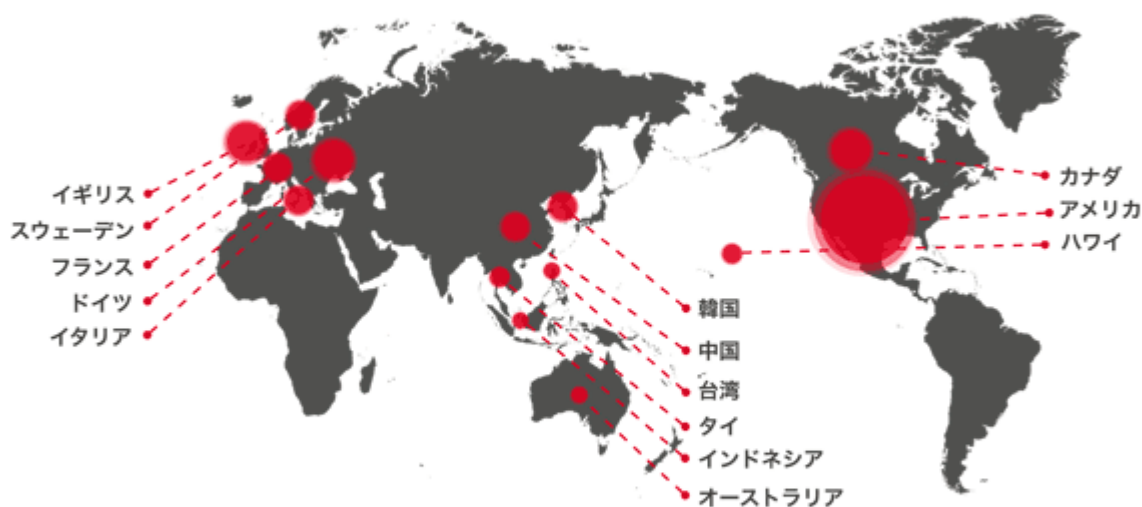 イギリス
スウェーデン
フランス
ドイツ
イタリア
韓国
中国
台湾
タイ
インドネシア
オーストラリア
カナダ
アメリカ
ハワイ